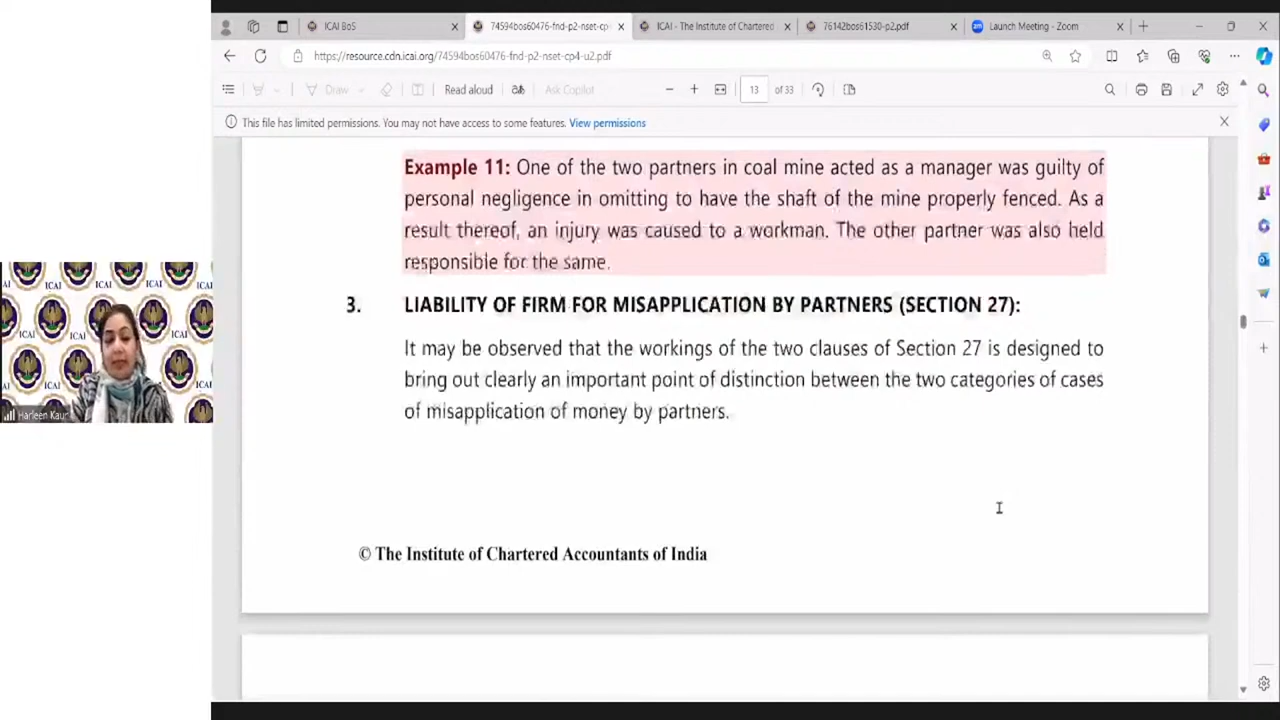 ICAI BoS
74594bos60476-fnd-p2-nset-cp-
ICAI - The Institute of Chartered
76142bos61530-p2.pdf
Launch Meeting - Zoom
https://resource.cdn.icai.org/74594bos60476-fnd-p2-nset-cp4-u2.pdf
Draw
Read aloud
Ask Copilot
13 of 33
This file has limited permissions. You may not have access to some features. View permissions
Example 11: One of the two partners in coal mine acted as a manager was guilty of
personal negligence in omitting to have the shaft of the mine properly fenced. As a
result thereof, an injury was caused to a workman. The other partner was also held
responsible for the same.
3. LIABILITY OF FIRM FOR MISAPPLICATION BY PARTNERS (SECTION 27):
It may be observed that the workings of the two clauses of Section 27 is designed to
bring out clearly an important point of distinction between the two categories of cases
of misapplication of money by partners.
© The Institute of Chartered Accountants of India
ICAI
ICAI
ICAI
ICAI
Harleen Kaur